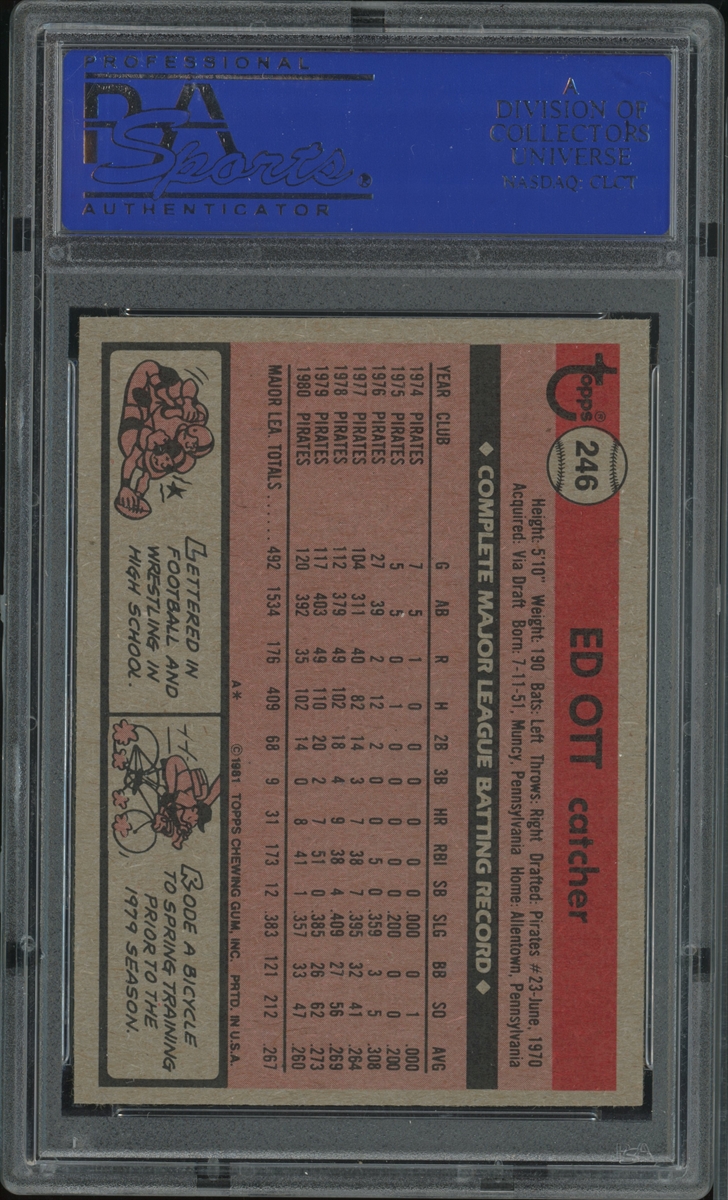 PROFESSIONAL
PSA
Sports®
AUTHENTICATOR
A
DIVISION OF
COLLECTORS
UNIVERSE
NASDAQ: CLCT
topps®
246
ED OTT catcher
Height: 5'10" Weight: 190 Bats: Left Throws: Right Drafted: Pirates #23-June, 1970
Acquired: Via Draft Born: 7-11-51, Muncy, Pennsylvania Home: Allentown, Pennsylvania
◆ COMPLETE MAJOR LEAGUE BATTING RECORD ◆
YEAR CLUB G AB R H 2B 3B HR RBI SB SLG BB SO AVG
1974 PIRATES 7 5 1 0 0 0 0 0 0 .000 0 1 .000
1975 PIRATES 5 5 0 1 0 0 0 0 0 .200 0 0 .200
1976 PIRATES 27 39 2 12 2 0 0 5 0 .359 3 5 .308
1977 PIRATES 104 311 40 82 14 3 7 38 7 .395 32 41 .264
1978 PIRATES 112 379 49 102 18 4 9 38 4 .409 27 56 .269
1979 PIRATES 117 403 49 110 20 2 7 51 0 .385 26 62 .273
1980 PIRATES 120 392 35 102 14 0 8 41 1 .357 33 47 .260
MAJOR LEA. TOTALS ...... 492 1534 176 409 68 9 31 173 12 .383 121 212 .267
A* ©1981 TOPPS CHEWING GUM, INC. PRTD. IN U.S.A.
LETTERED IN
FOOTBALL AND
WRESTLING IN
HIGH SCHOOL.
RODE A BICYCLE
TO SPRING TRAINING
PRIOR TO THE
1979 SEASON.
PSA